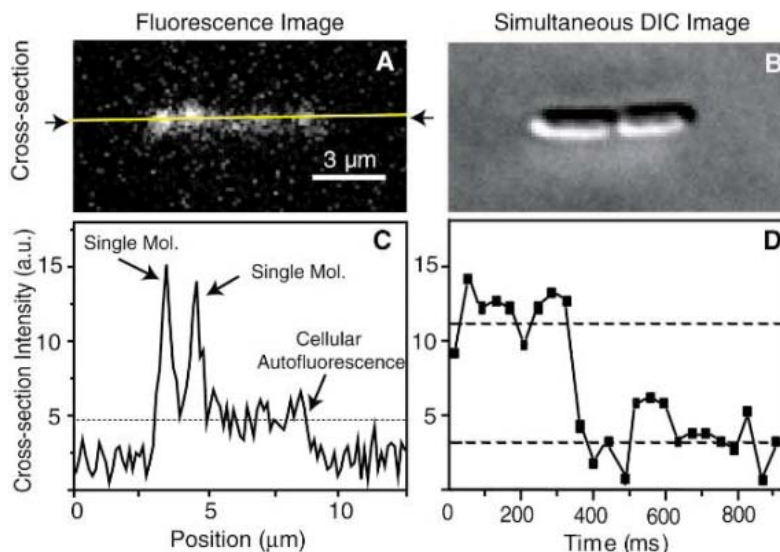 Fluorescence Image
Simultaneous DIC Image
Cross-section
A
3 μm
B
Cross-section Intensity (a.u.)
15
10
5
0
5
10
Position (μm)
Single Mol.
Single Mol.
Cellular
Autofluorescence
C
15
10
5
0
200
400
600
800
Time (ms)
D